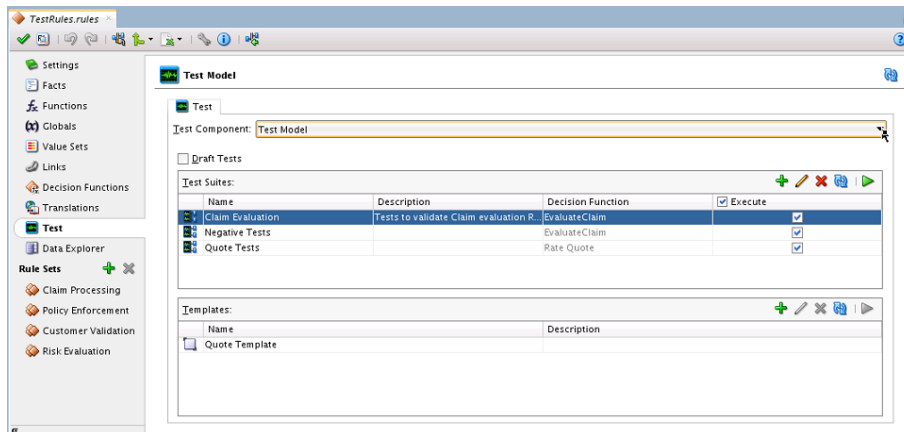 TestRules.rules
Settings
Facts
Functions
Globals
Value Sets
Links
Decision Functions
Translations
Test
Data Explorer
Rule Sets
Claim Processing
Policy Enforcement
Customer Validation
Risk Evaluation
Test Model
Test
Test Component: Test Model
Draft Tests
Test Suites:
Name Description Decision Function Execute
Claim Evaluation Tests to validate Claim evaluation R... EvaluateClaim
Negative Tests EvaluateClaim
Quote Tests Rate Quote
Templates:
Name Description
Quote Template